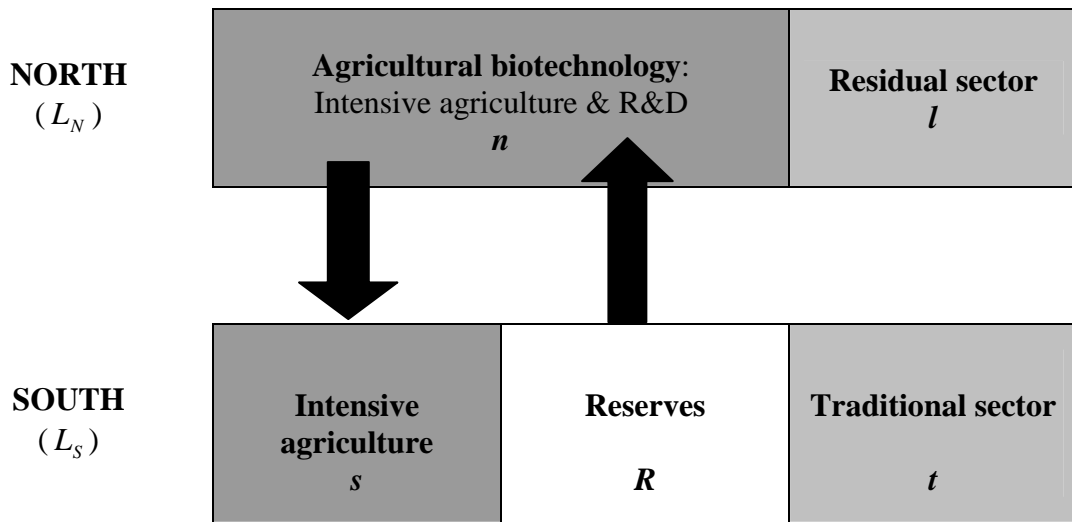 NORTH
(L_N)
Agricultural biotechnology:
Intensive agriculture & R&D
n
Residual sector
l
SOUTH
(L_S)
Intensive
agriculture
s
Reserves
R
Traditional sector
t